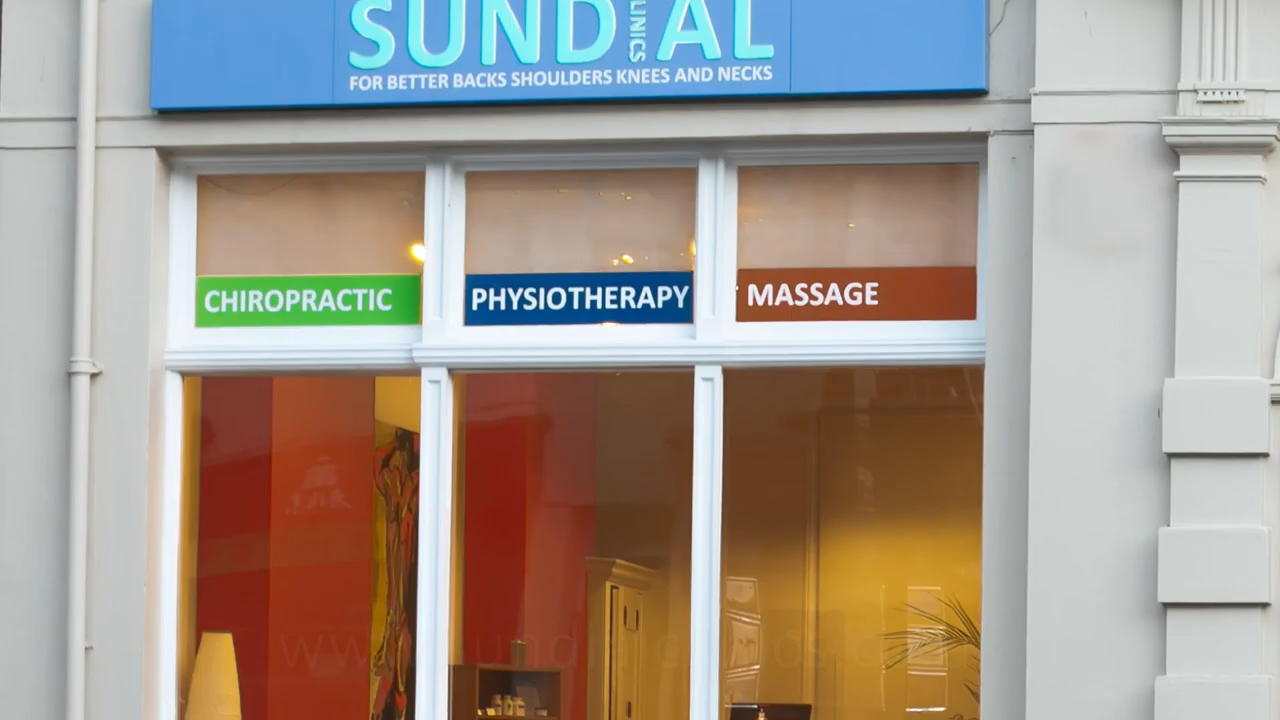 SUNDIAL
CLINICS
FOR BETTER BACKS SHOULDERS KNEES AND NECKS
CHIROPRACTIC
PHYSIOTHERAPY
MASSAGE